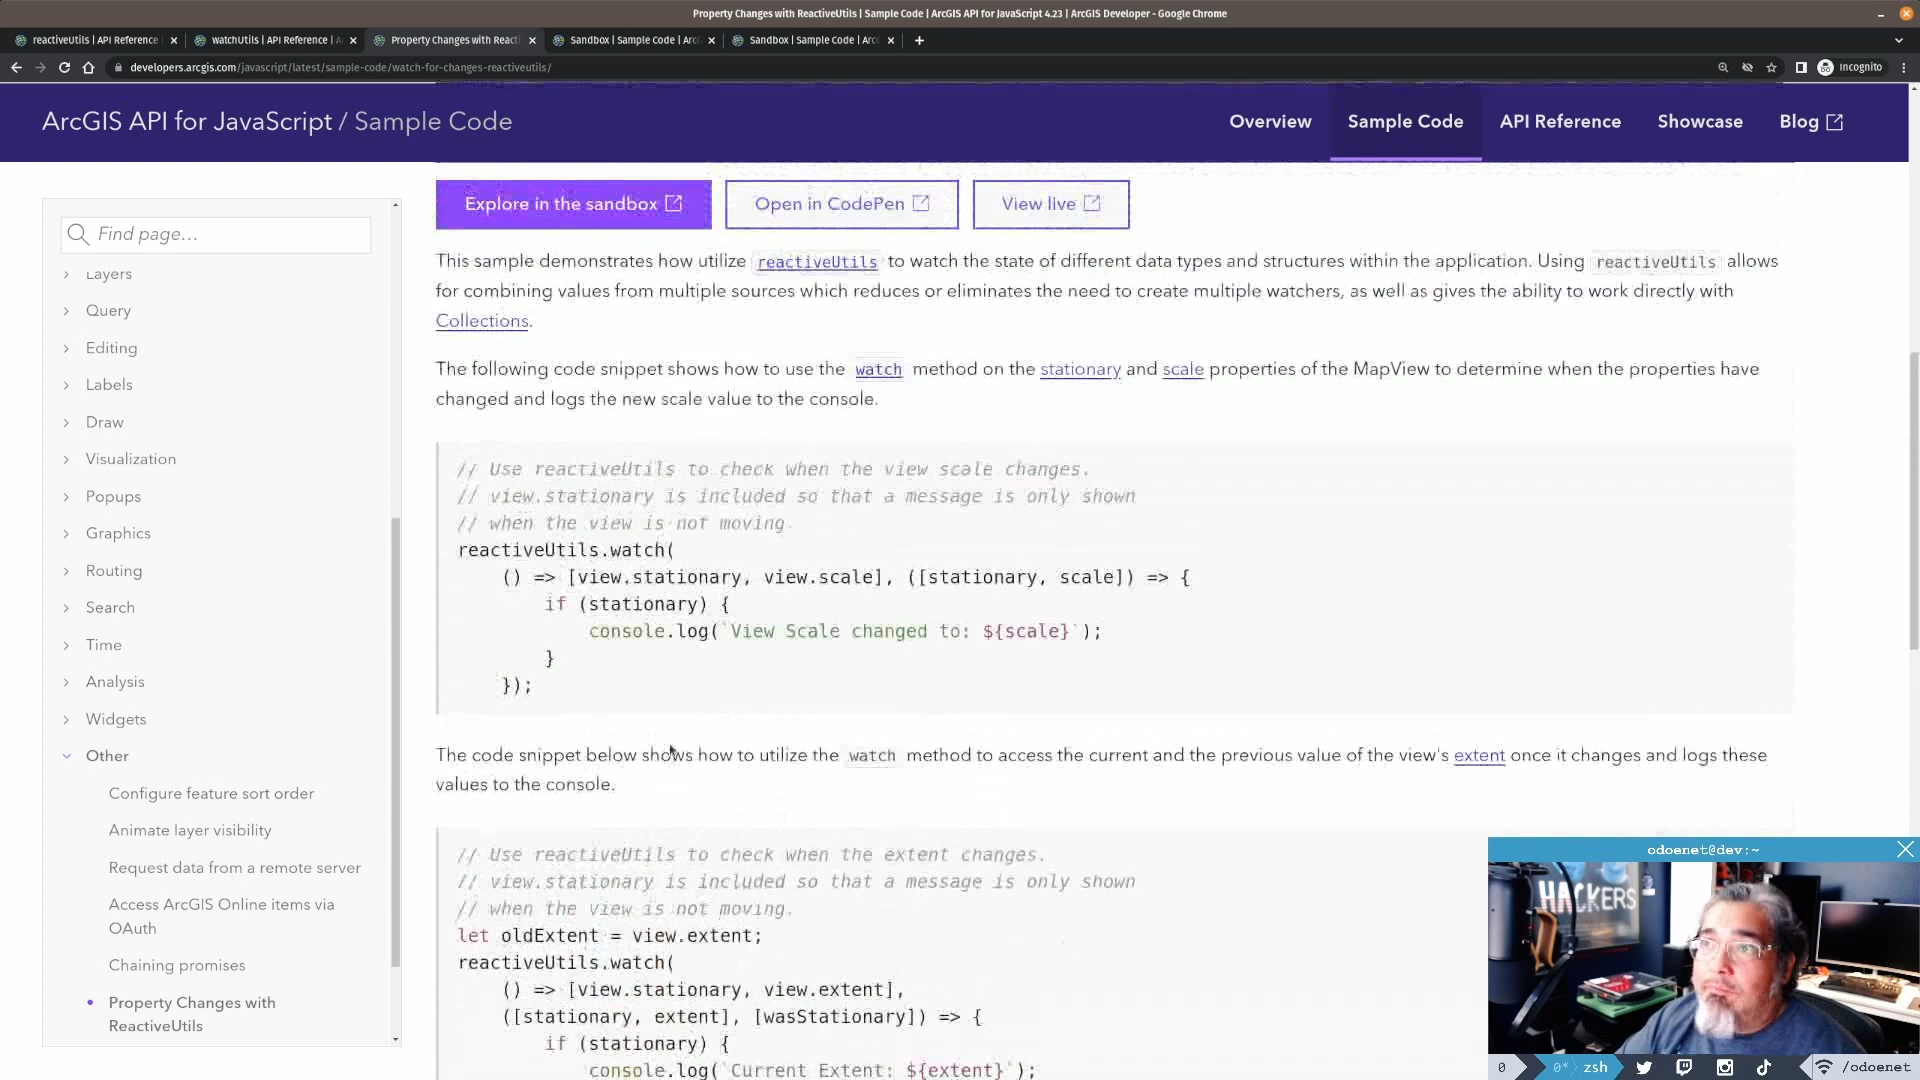 Property Changes with ReactiveUtils | Sample Code | ArcGIS API for JavaScript 4.23 | ArcGIS Developer - Google Chrome
reactiveUtils | API Reference
watchUtils | API Reference | A
Property Changes with React
Sandbox | Sample Code | Arc
Sandbox | Sample Code | Arc
developers.arcgis.com/javascript/latest/sample-code/watch-for-changes-reactiveutils/
Incognito
ArcGIS API for JavaScript / Sample Code
Overview
Sample Code
API Reference
Showcase
Blog
Find page...
Layers
Query
Editing
Labels
Draw
Visualization
Popups
Graphics
Routing
Search
Time
Analysis
Widgets
Other
Configure feature sort order
Animate layer visibility
Request data from a remote server
Access ArcGIS Online items via
OAuth
Chaining promises
Property Changes with
ReactiveUtils
Explore in the sandbox
Open in CodePen
View live
This sample demonstrates how utilize reactiveUtils to watch the state of different data types and structures within the application. Using reactiveUtils allows
for combining values from multiple sources which reduces or eliminates the need to create multiple watchers, as well as gives the ability to work directly with
Collections.
The following code snippet shows how to use the watch method on the stationary and scale properties of the MapView to determine when the properties have
changed and logs the new scale value to the console.
// Use reactiveUtils to check when the view scale changes.
// view.stationary is included so that a message is only shown
// when the view is not moving.
reactiveUtils.watch(
() => [view.stationary, view.scale], ([stationary, scale]) => {
if (stationary) {
console.log(`View Scale changed to: ${scale}`);
}
});
The code snippet below shows how to utilize the watch method to access the current and the previous value of the view's extent once it changes and logs these
values to the console.
// Use reactiveUtils to check when the extent changes.
// view.stationary is included so that a message is only shown
// when the view is not moving.
let oldExtent = view.extent;
reactiveUtils.watch(
() => [view.stationary, view.extent],
([stationary, extent], [wasStationary]) => {
if (stationary) {
console.log(`Current Extent: ${extent}`);
odoenet@dev:~
HACKERS
0
0* zsh
/odoenet